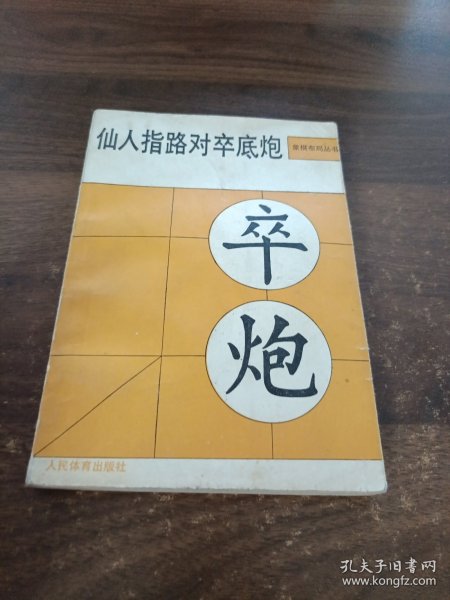 仙人指路对卒底炮
象棋布局丛书
卒
炮
人民体育出版社
孔夫子旧书网
www.kongfz.com